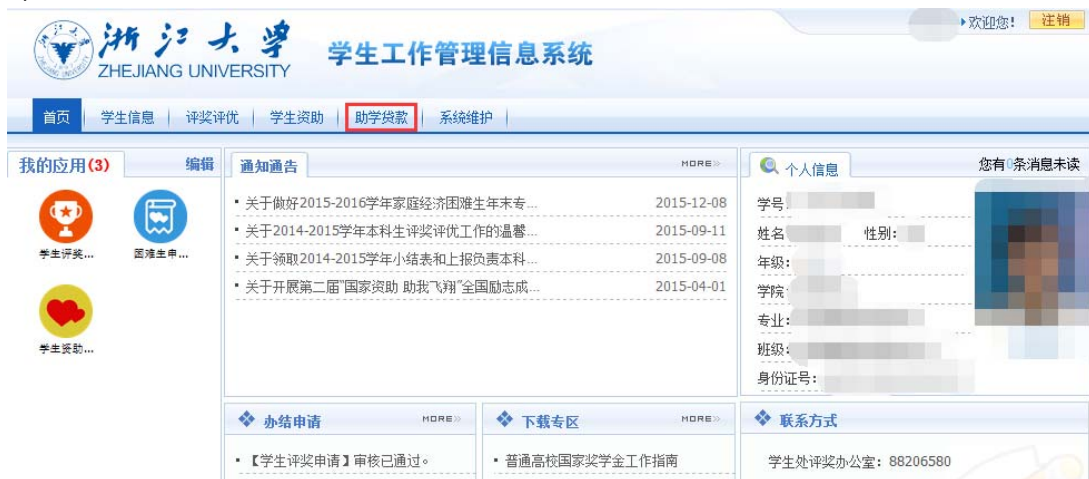 欢迎您! 注销
浙江大学 学生工作管理信息系统
ZHEJIANG UNIVERSITY
首页 学生信息 评奖评优 学生资助 助学贷款 系统维护
我的应用(3) 编辑
学生评奖...
困难生申...
学生资助...
通知通告 MORE
关于做好2015-2016学年家庭经济困难生年末专... 2015-12-08
关于2014-2015学年本科生评奖评优工作的温馨... 2015-09-11
关于领取2014-2015学年小结表和上报负责本科... 2015-09-08
关于开展第二届"国家资助 助我飞翔"全国励志成... 2015-04-01
个人信息 您有0条消息未读
学号
姓名 性别:
年级:
学院
专业:
班级:
身份证号:
办结申请 MORE
【学生评奖申请】审核已通过。
下载专区 MORE
普通高校国家奖学金工作指南
联系方式
学生处评奖办公室: 88206580